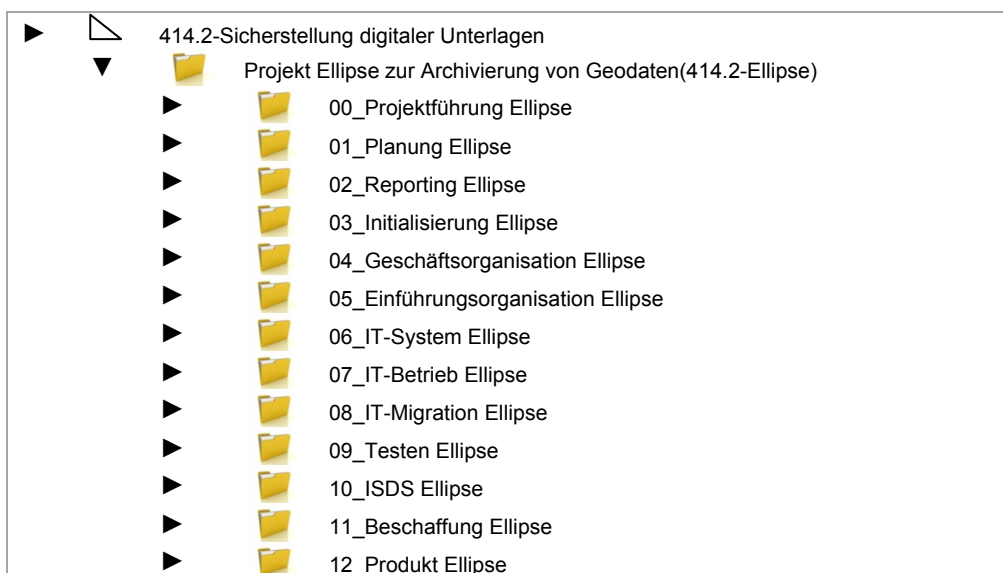 414.2-Sicherstellung digitaler Unterlagen
Projekt Ellipse zur Archivierung von Geodaten(414.2-Ellipse)
00_Projektführung Ellipse
01_Planung Ellipse
02_Reporting Ellipse
03_Initialisierung Ellipse
04_Geschäftsorganisation Ellipse
05_Einführungsorganisation Ellipse
06_IT-System Ellipse
07_IT-Betrieb Ellipse
08_IT-Migration Ellipse
09_Testen Ellipse
10_ISDS Ellipse
11_Beschaffung Ellipse
12_Produkt Ellipse